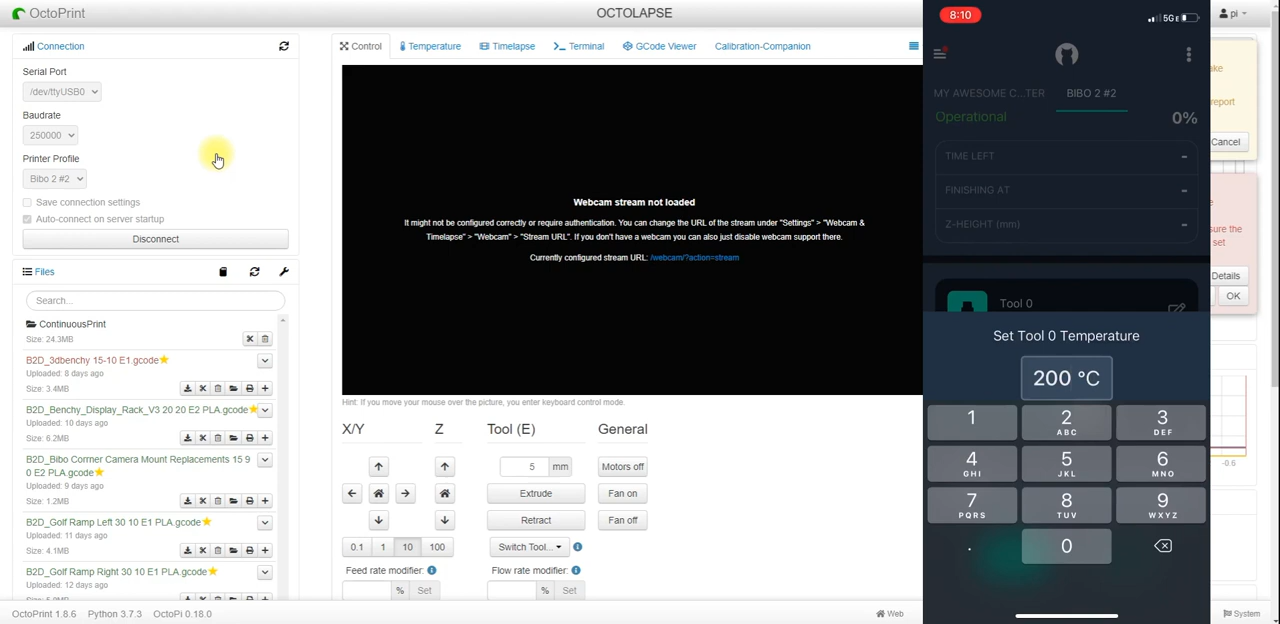 OctoPrint
OCTOLAPSE
pi
Connection
Serial Port
/dev/ttyUSB0
Baudrate
250000
Printer Profile
Bibo 2 #2
Save connection settings
Auto-connect on server startup
Disconnect
Files
Search...
ContinuousPrint
Size: 24.3MB
B2D_3dbenchy 15-10 E1.gcode
Uploaded: 8 days ago
Size: 3.4MB
B2D_Benchy_Display_Rack_V3 20 20 E2 PLA.gcode
Uploaded: 10 days ago
Size: 6.2MB
B2D_Bibo Corrner Camera Mount Replacements 15 9
0 E2 PLA.gcode
Uploaded: 9 days ago
Size: 1.2MB
B2D_Golf Ramp Left 30 10 E1 PLA.gcode
Uploaded: 11 days ago
Size: 4.1MB
B2D_Golf Ramp Right 30 10 E1 PLA.gcode
Uploaded: 12 days ago
Control
Temperature
Timelapse
Terminal
GCode Viewer
Calibration-Companion
Webcam stream not loaded
It might not be configured correctly or require authentication. You can change the URL of the stream under "Settings" > "Webcam &
Timelapse" > "Webcam" > "Stream URL". If you don't have a webcam you can also just disable webcam support there.
Currently configured stream URL: /webcam/?action=stream
Hint: If you move your mouse over the picture, you enter keyboard control mode.
X/Y
Z
Tool (E)
General
5 mm
Motors off
Extrude
Fan on
Retract
Fan off
0.1 1 10 100
Switch Tool...
Feed rate modifier:
Flow rate modifier:
% Set
% Set
8:10
5GE
MY AWESOME C...TER
BIBO 2 #2
Operational
0%
TIME LEFT -
FINISHING AT -
Z-HEIGHT (mm) -
Tool 0
Set Tool 0 Temperature
200 °C
1
2 ABC
3 DEF
4 GHI
5 JKL
6 MNO
7 PQRS
8 TUV
9 WXYZ
.
0
report
Cancel
sure the
set
Details
OK
-0.6
OctoPrint 1.8.6 Python 3.7.3 OctoPi 0.18.0
Web
System